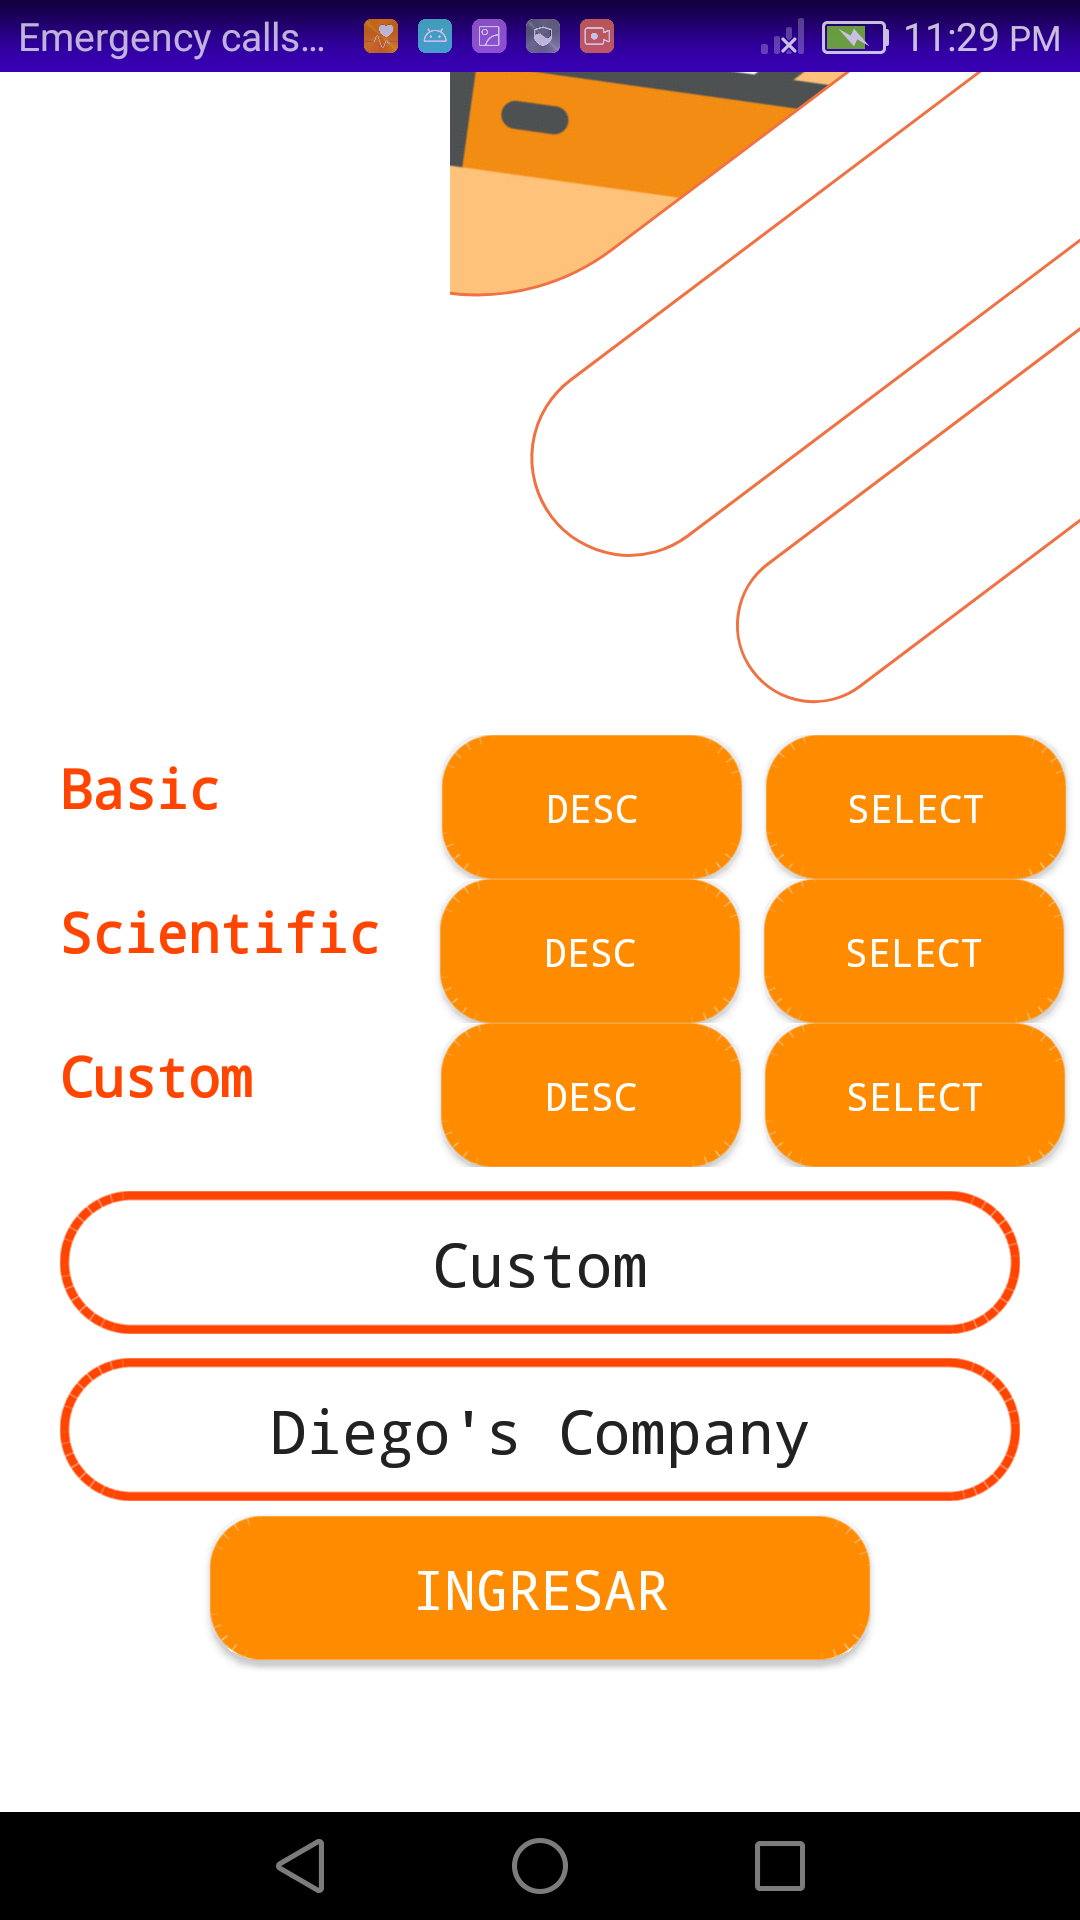 Emergency calls... 11:29 PM
Basic DESC SELECT
Scientific DESC SELECT
Custom DESC SELECT
Custom
Diego's Company
INGRESAR